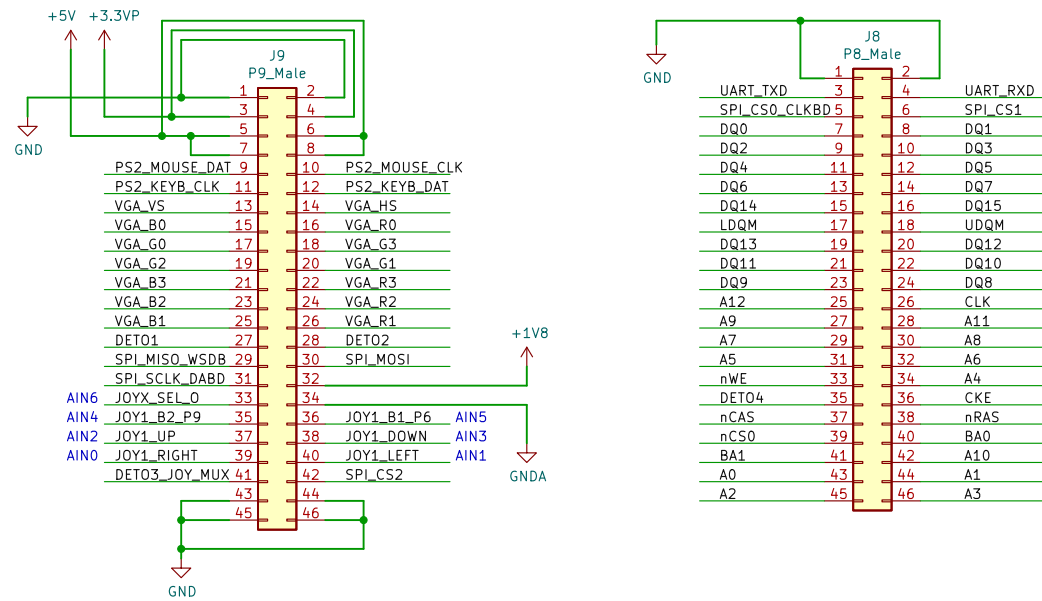 +5V +3.3VP
J9
P9_Male
GND
1 2
3 4
5 6
7 8
PS2_MOUSE_DAT 9 10 PS2_MOUSE_CLK
PS2_KEYB_CLK 11 12 PS2_KEYB_DAT
VGA_VS 13 14 VGA_HS
VGA_B0 15 16 VGA_R0
VGA_G0 17 18 VGA_G3
VGA_G2 19 20 VGA_G1
VGA_B3 21 22 VGA_R3
VGA_B2 23 24 VGA_R2
VGA_B1 25 26 VGA_R1
DETO1 27 28 DETO2
SPI_MISO_WSDB 29 30 SPI_MOSI
SPI_SCLK_DABD 31 32
AIN6 JOYX_SEL_O 33 34
AIN4 JOY1_B2_P9 35 36 JOY1_B1_P6 AIN5
AIN2 JOY1_UP 37 38 JOY1_DOWN AIN3
AIN0 JOY1_RIGHT 39 40 JOY1_LEFT AIN1
DETO3_JOY_MUX 41 42 SPI_CS2
43 44
45 46
GND
+1V8
GNDA
J8
P8_Male
GND
1 2
UART_TXD 3 4 UART_RXD
SPI_CS0_CLKBD 5 6 SPI_CS1
DQ0 7 8 DQ1
DQ2 9 10 DQ3
DQ4 11 12 DQ5
DQ6 13 14 DQ7
DQ14 15 16 DQ15
LDQM 17 18 UDQM
DQ13 19 20 DQ12
DQ11 21 22 DQ10
DQ9 23 24 DQ8
A12 25 26 CLK
A9 27 28 A11
A7 29 30 A8
A5 31 32 A6
nWE 33 34 A4
DETO4 35 36 CKE
nCAS 37 38 nRAS
nCS0 39 40 BA0
BA1 41 42 A10
A0 43 44 A1
A2 45 46 A3